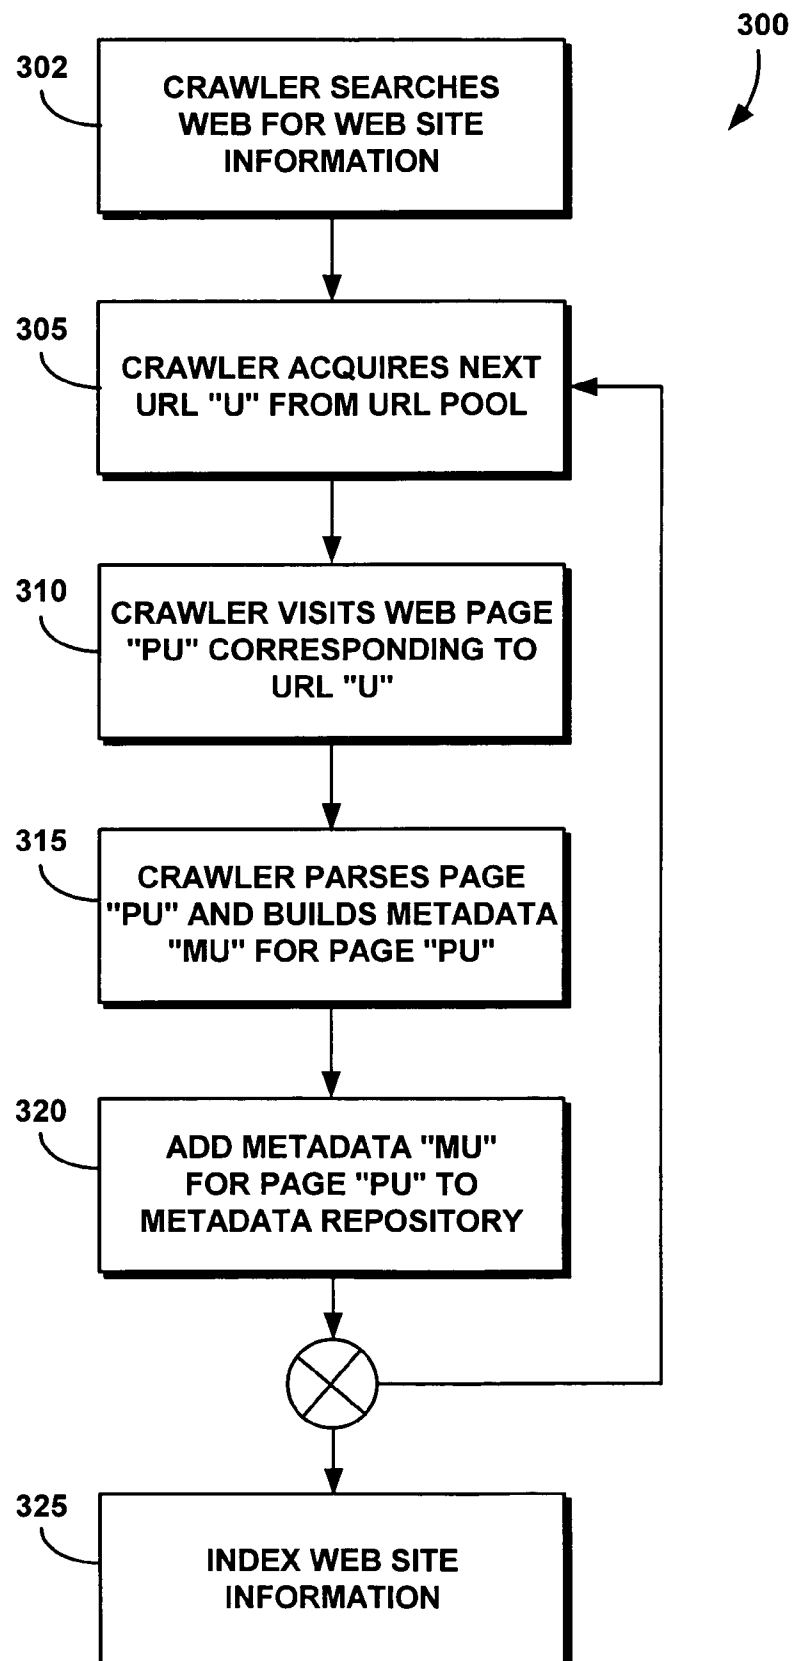 300
302
CRAWLER SEARCHES
WEB FOR WEB SITE
INFORMATION
305
CRAWLER ACQUIRES NEXT
URL "U" FROM URL POOL
310
CRAWLER VISITS WEB PAGE
"PU" CORRESPONDING TO
URL "U"
315
CRAWLER PARSES PAGE
"PU" AND BUILDS METADATA
"MU" FOR PAGE "PU"
320
ADD METADATA "MU"
FOR PAGE "PU" TO
METADATA REPOSITORY
325
INDEX WEB SITE
INFORMATION